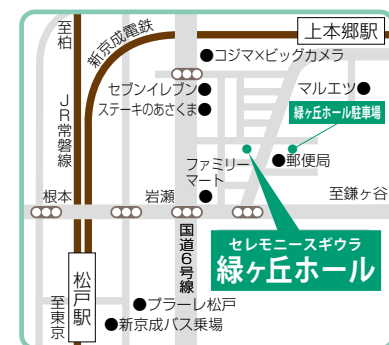 至柏
新京成電鉄
上本郷駅
コジマ×ビッグカメラ
セブンイレブン
ステーキのあさくま
マルエツ
緑ヶ丘ホール駐車場
JR常磐線
郵便局
ファミリー
マート
根本
岩瀬
至鎌ヶ谷
国道6号線
セレモニースギウラ
緑ヶ丘ホール
松戸駅
至東京
プラーレ松戸
新京成バス乗場